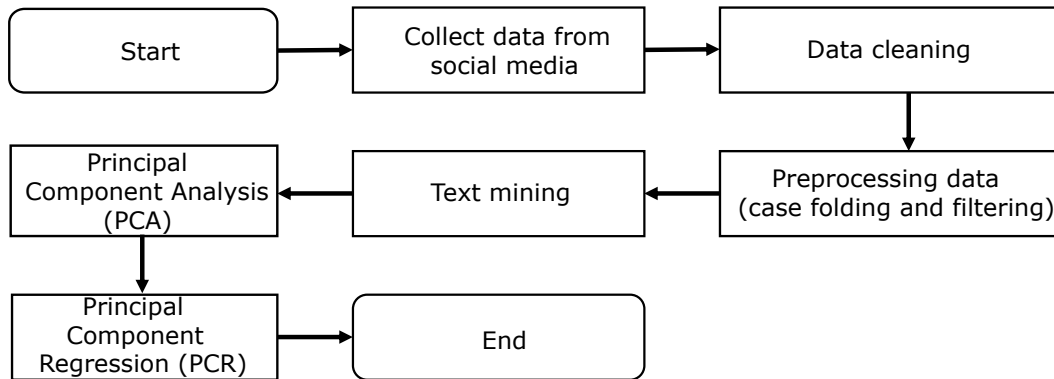 Start
Collect data from
social media
Data cleaning
Preprocessing data
(case folding and filtering)
Text mining
Principal
Component Analysis
(PCA)
Principal
Component
Regression (PCR)
End